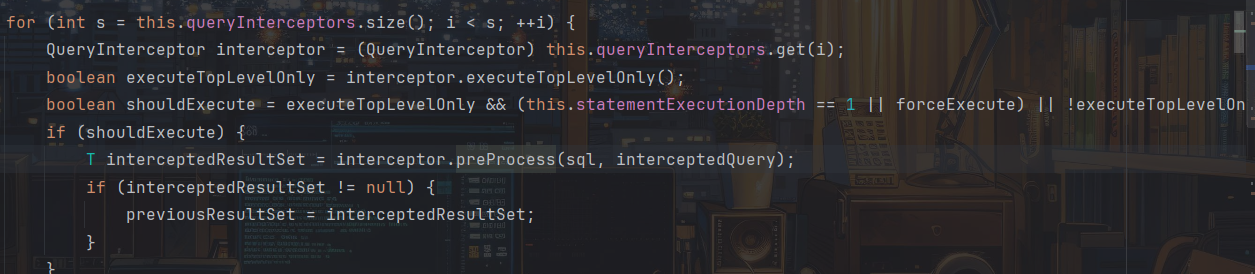 for (int s = this.queryInterceptors.size(); i < s; ++i) {
QueryInterceptor interceptor = (QueryInterceptor) this.queryInterceptors.get(i);
boolean executeTopLevelOnly = interceptor.executeTopLevelOnly();
boolean shouldExecute = executeTopLevelOnly && (this.statementExecutionDepth == 1 || forceExecute) || !executeTopLevelOn
if (shouldExecute) {
T interceptedResultSet = interceptor.preProcess(sql, interceptedQuery);
if (interceptedResultSet != null) {
previousResultSet = interceptedResultSet;
}
}